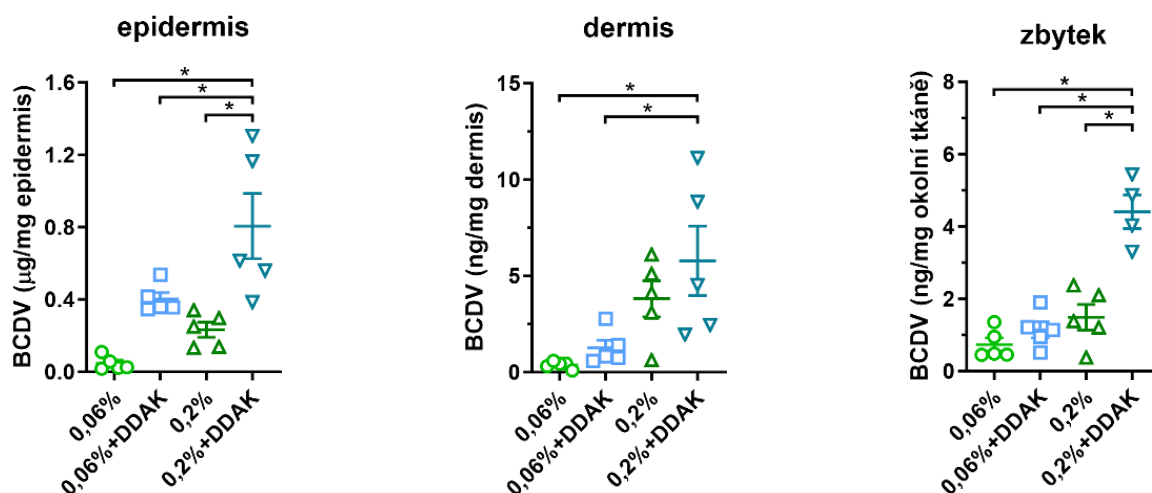 epidermis
BCDV (µg/mg epidermis)
1.6
1.2
0.8
0.4
0.0
*
*
*
0,06%
0,06%+DDAK
0,2%
0,2%+DDAK
dermis
BCDV (ng/mg dermis)
15
10
5
0
*
*
0,06%
0,06%+DDAK
0,2%
0,2%+DDAK
zbytek
BCDV (ng/mg okolní tkáně)
8
6
4
2
0
*
*
*
0,06%
0,06%+DDAK
0,2%
0,2%+DDAK